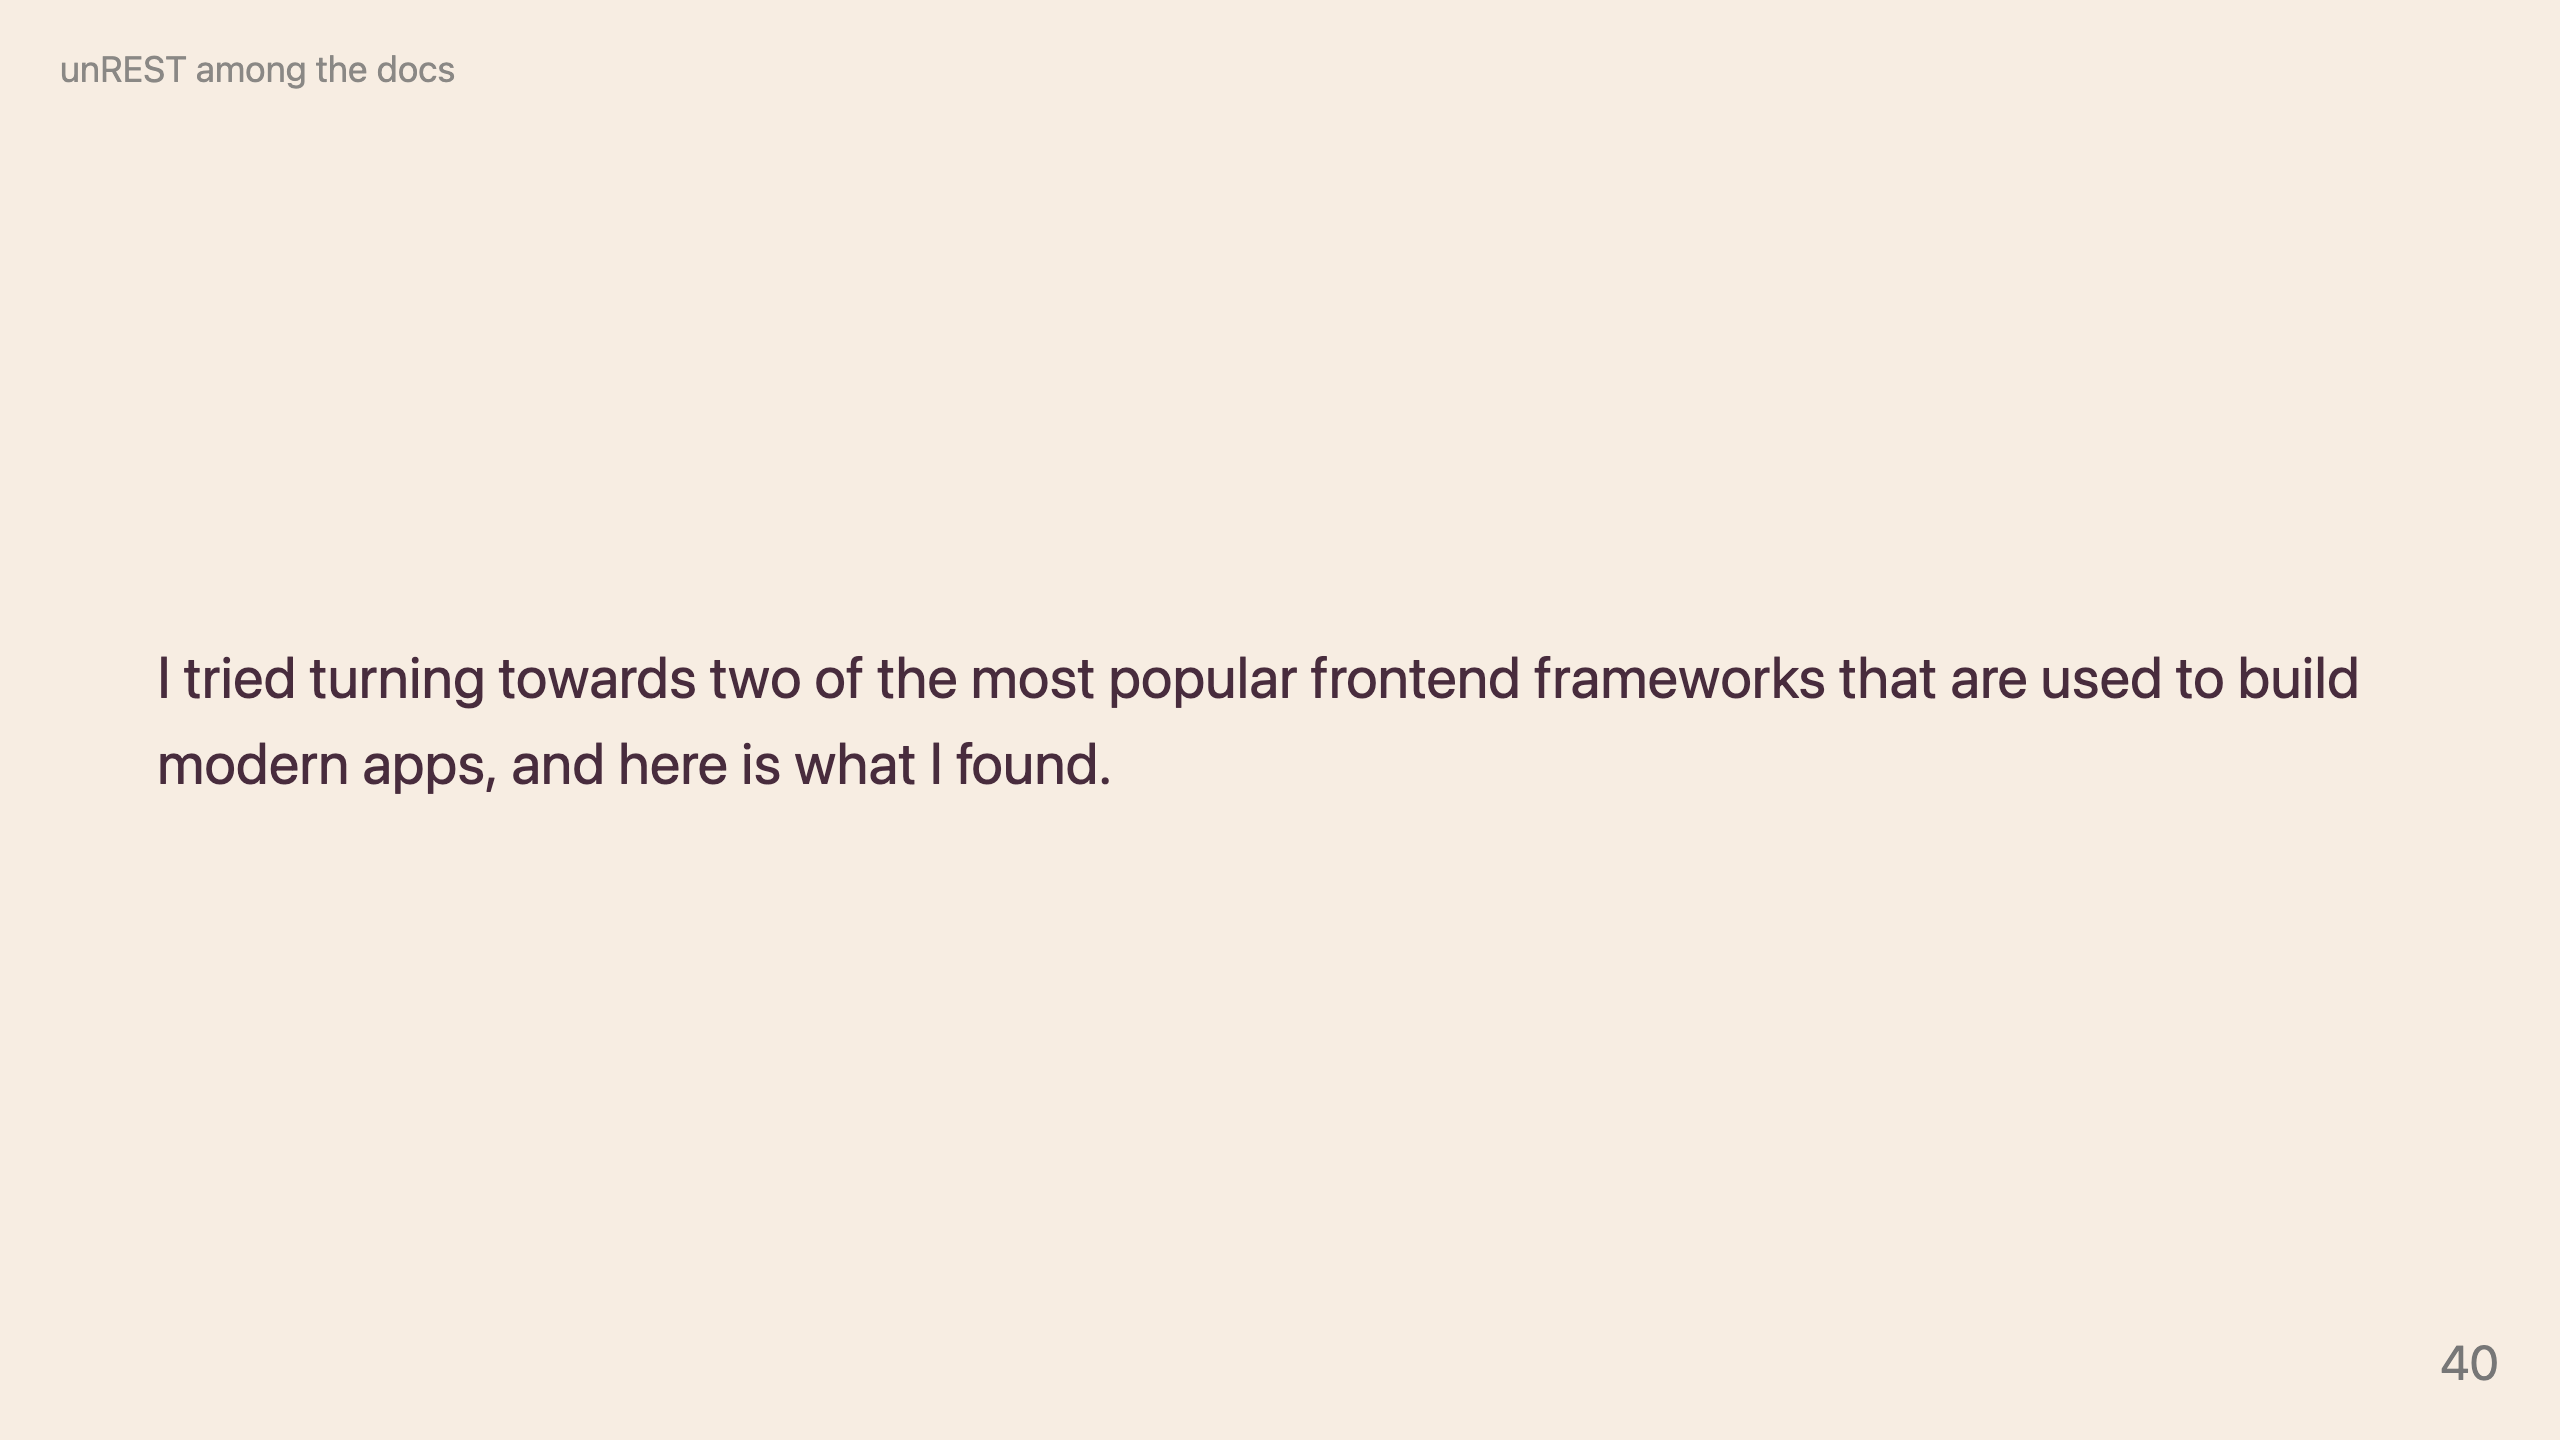 unREST among the docs
I tried turning towards two of the most popular frontend frameworks that are used to build
modern apps, and here is what I found.
40